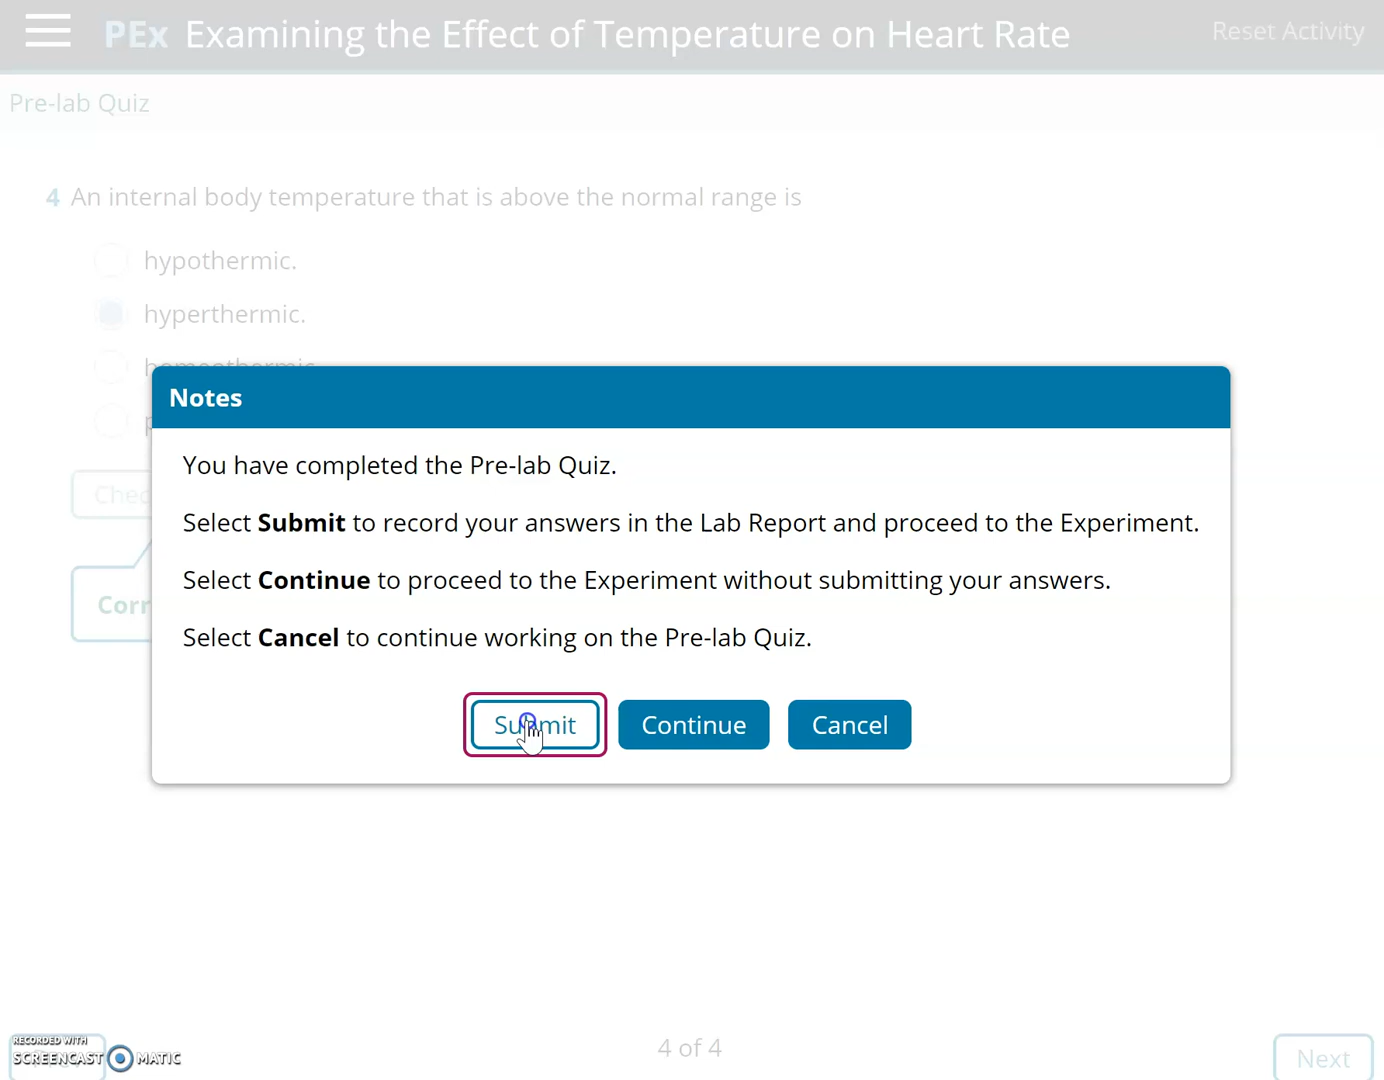 PEx Examining the Effect of Temperature on Heart Rate
Reset Activity
Pre-lab Quiz
4 An internal body temperature that is above the normal range is
hypothermic.
hyperthermic.
homeothermic.
Notes
You have completed the Pre-lab Quiz.
Select Submit to record your answers in the Lab Report and proceed to the Experiment.
Select Continue to proceed to the Experiment without submitting your answers.
Select Cancel to continue working on the Pre-lab Quiz.
Submit
Continue
Cancel
4 of 4
Next
RECORDED WITH
SCREENCAST MATIC